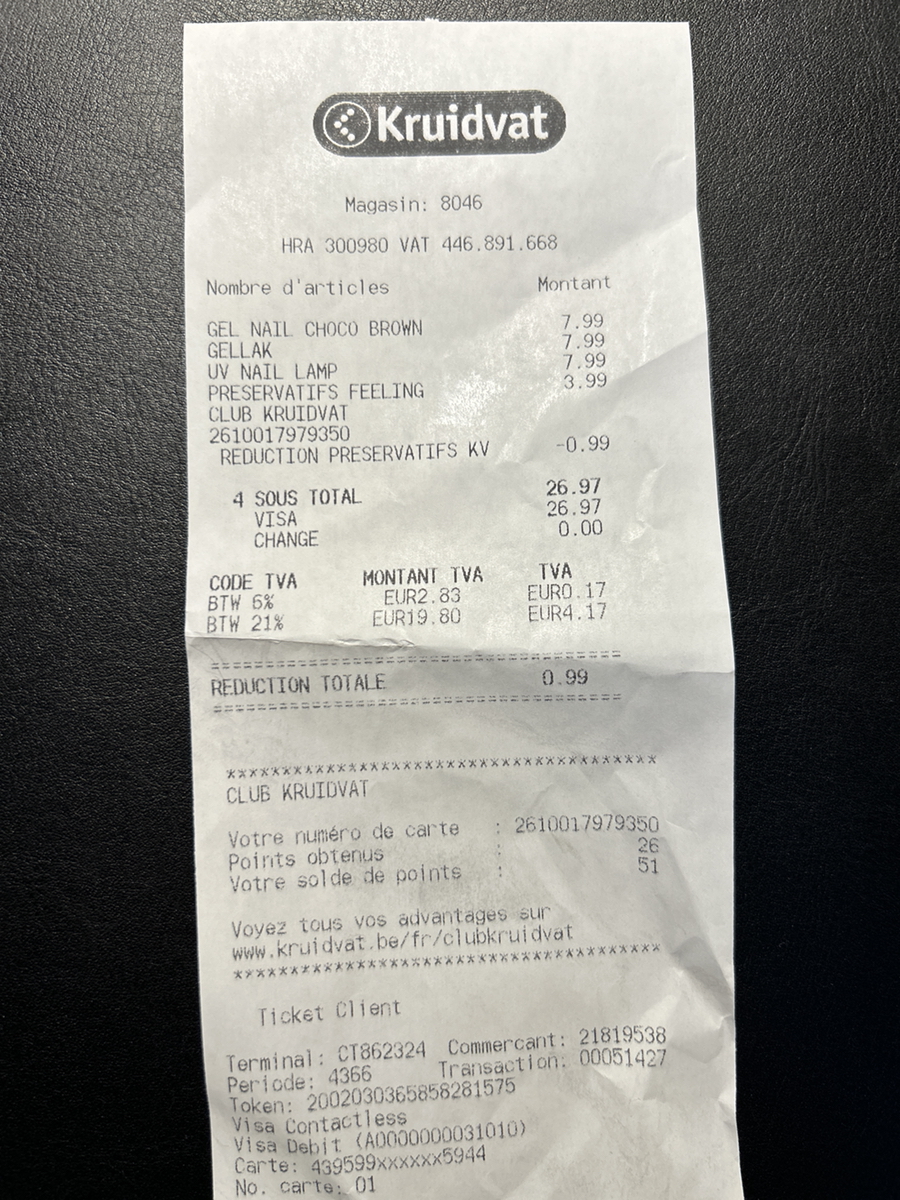 Kruidvat
Magasin: 8046
HRA 300980 VAT 446.891.668
Nombre d'articles Montant
GEL NAIL CHOCO BROWN 7.99
GELLAK 7.99
UV NAIL LAMP 7.99
PRESERVATIFS FEELING 3.99
CLUB KRUIDVAT
2610017979350
REDUCTION PRESERVATIFS KV -0.99
4 SOUS TOTAL 26.97
VISA 26.97
CHANGE 0.00
CODE TVA MONTANT TVA TVA
BTW 6% EUR2.83 EUR0.17
BTW 21% EUR19.80 EUR4.17
========================================
REDUCTION TOTALE 0.99
========================================
***************************************
CLUB KRUIDVAT
Votre numéro de carte : 2610017979350
Points obtenus : 26
Votre solde de points : 51
Voyez tous vos advantages sur
www.kruidvat.be/fr/clubkruidvat
***************************************
Ticket Client
Terminal: CT862324 Commercant: 21819538
Periode: 4366 Transaction: 00051427
Token: 2002030365858281575
Visa Contactless
Visa Debit (A0000000031010)
Carte: 439599xxxxxx5944
No. carte: 01